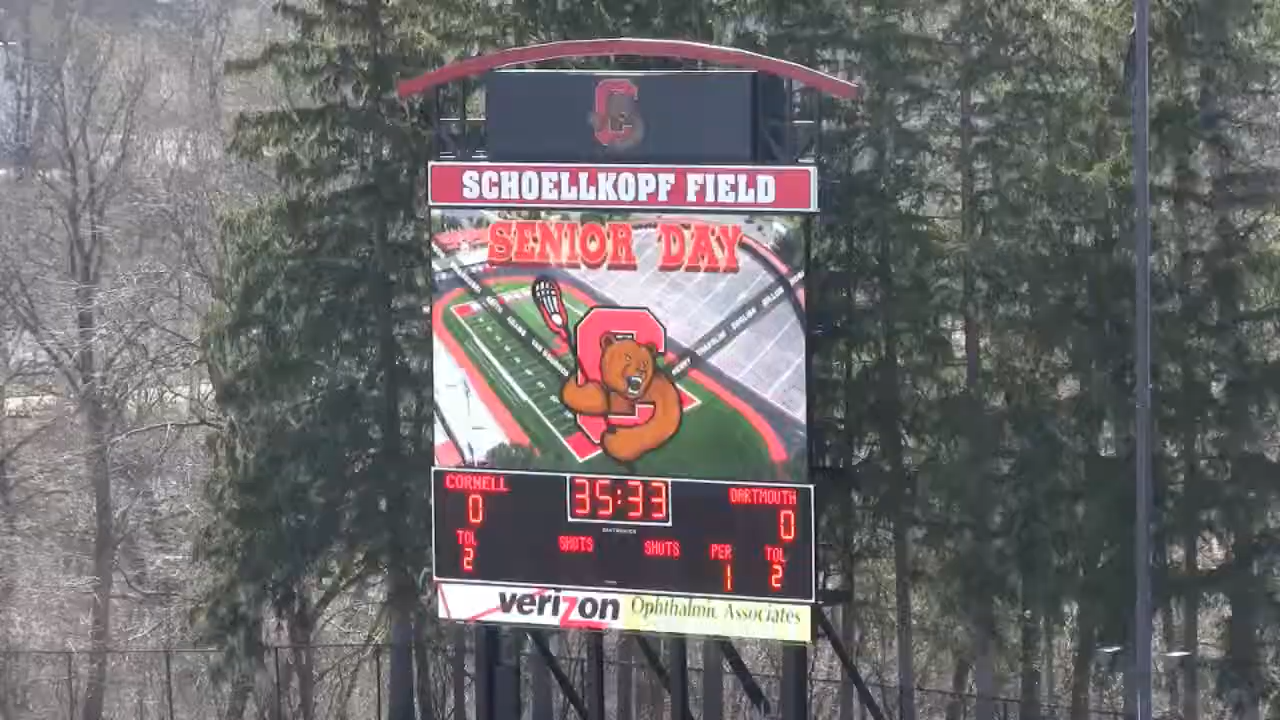 C
SCHOELLKOPF FIELD
SENIOR DAY
C
CORNELL
35:33
DARTMOUTH
0
0
TOL
SHOTS
SHOTS
PER
TOL
2
1
2
verizon
Ophthalmic Associates